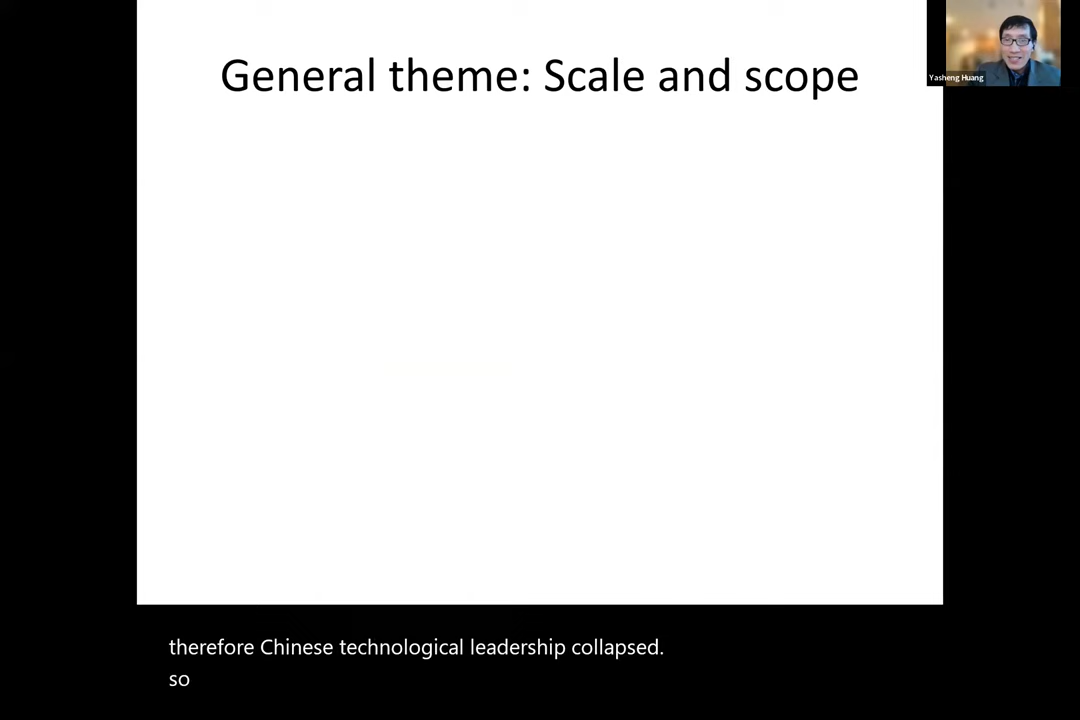 General theme: Scale and scope
Yasheng Huang
therefore Chinese technological leadership collapsed.
so